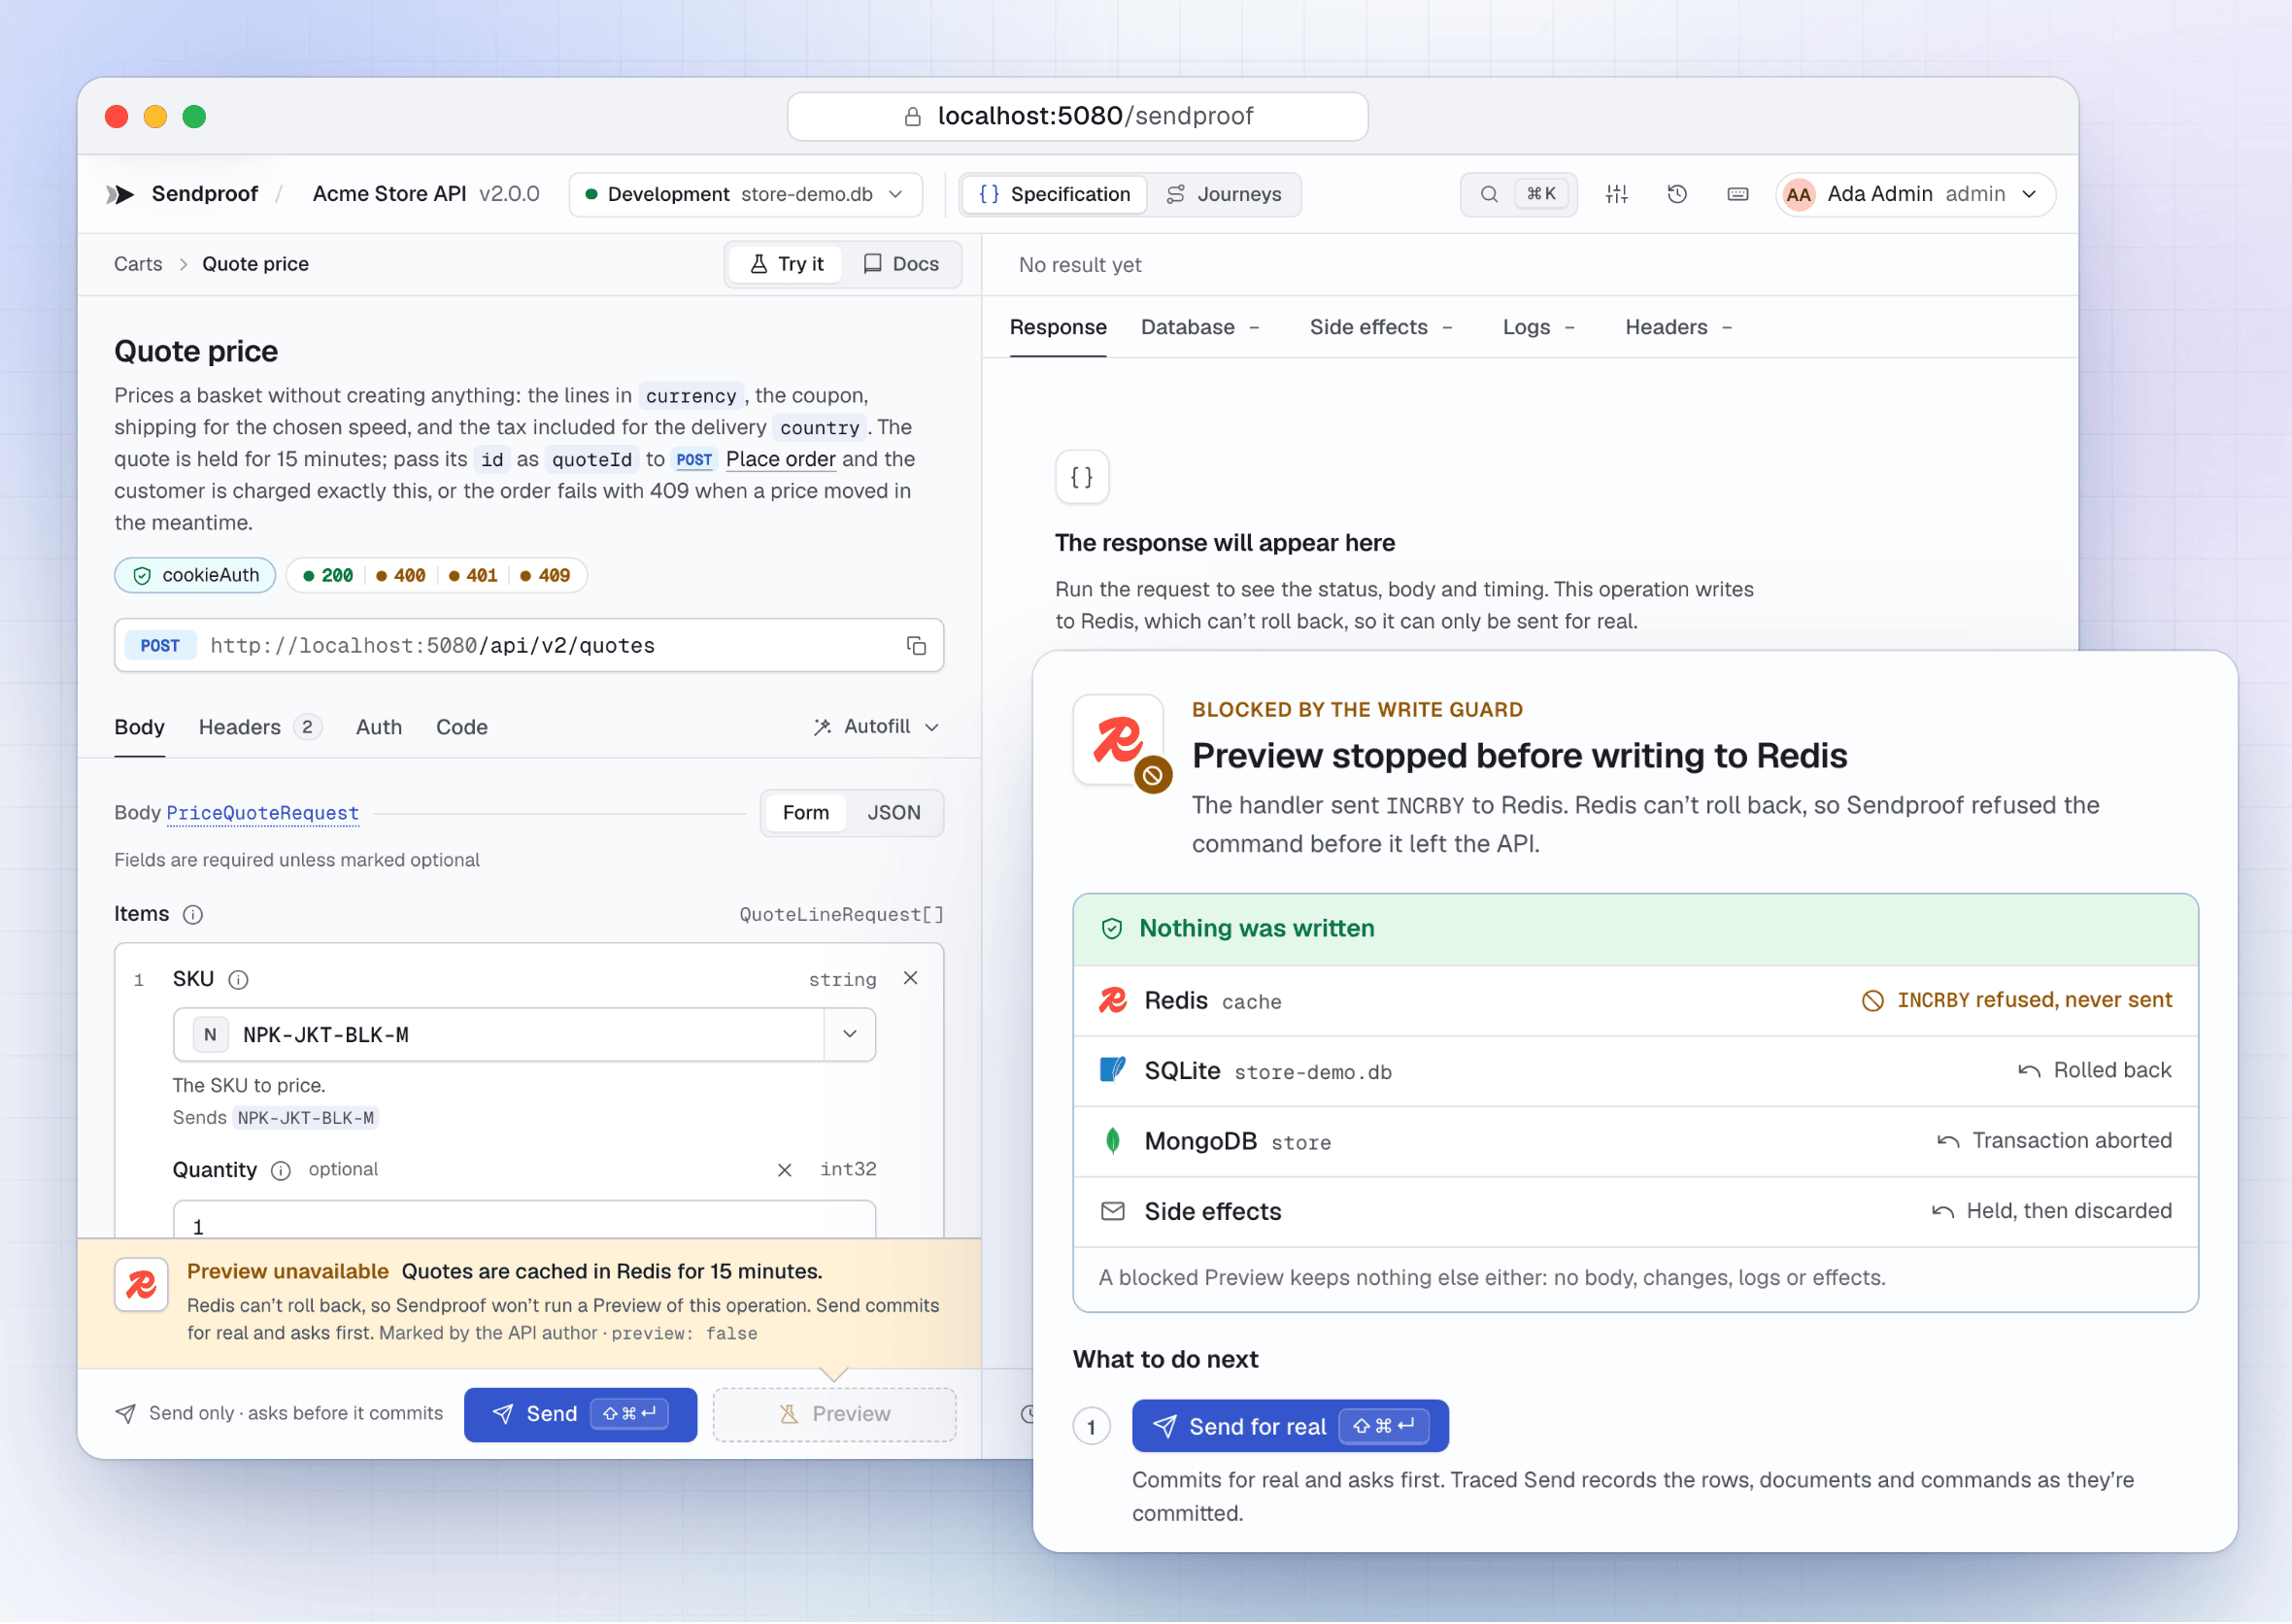 localhost:5080/sendproof
Sendproof / Acme Store API v2.0.0
Development store-demo.db
{ } Specification
Journeys
⌘K
AA Ada Admin admin
Carts > Quote price
Try it
Docs
Quote price
Prices a basket without creating anything: the lines in currency, the coupon,
shipping for the chosen speed, and the tax included for the delivery country. The
quote is held for 15 minutes; pass its id as quoteId to POST Place order and the
customer is charged exactly this, or the order fails with 409 when a price moved in
the meantime.
cookieAuth
200 400 401 409
POST http://localhost:5080/api/v2/quotes
Body Headers 2 Auth Code
Autofill
Body PriceQuoteRequest
Form JSON
Fields are required unless marked optional
Items QuoteLineRequest[]
1 SKU string
N NPK-JKT-BLK-M
The SKU to price.
Sends NPK-JKT-BLK-M
Quantity optional int32
1
Preview unavailable Quotes are cached in Redis for 15 minutes.
Redis can’t roll back, so Sendproof won’t run a Preview of this operation. Send commits
for real and asks first. Marked by the API author · preview: false
Send only · asks before it commits
Send ⇧⌘↵
Preview
No result yet
Response Database – Side effects – Logs – Headers –
{ }
The response will appear here
Run the request to see the status, body and timing. This operation writes
to Redis, which can’t roll back, so it can only be sent for real.
BLOCKED BY THE WRITE GUARD
Preview stopped before writing to Redis
The handler sent INCRBY to Redis. Redis can’t roll back, so Sendproof refused the
command before it left the API.
Nothing was written
Redis cache INCRBY refused, never sent
SQLite store-demo.db Rolled back
MongoDB store Transaction aborted
Side effects Held, then discarded
A blocked Preview keeps nothing else either: no body, changes, logs or effects.
What to do next
1 Send for real ⇧⌘↵
Commits for real and asks first. Traced Send records the rows, documents and commands as they’re
committed.